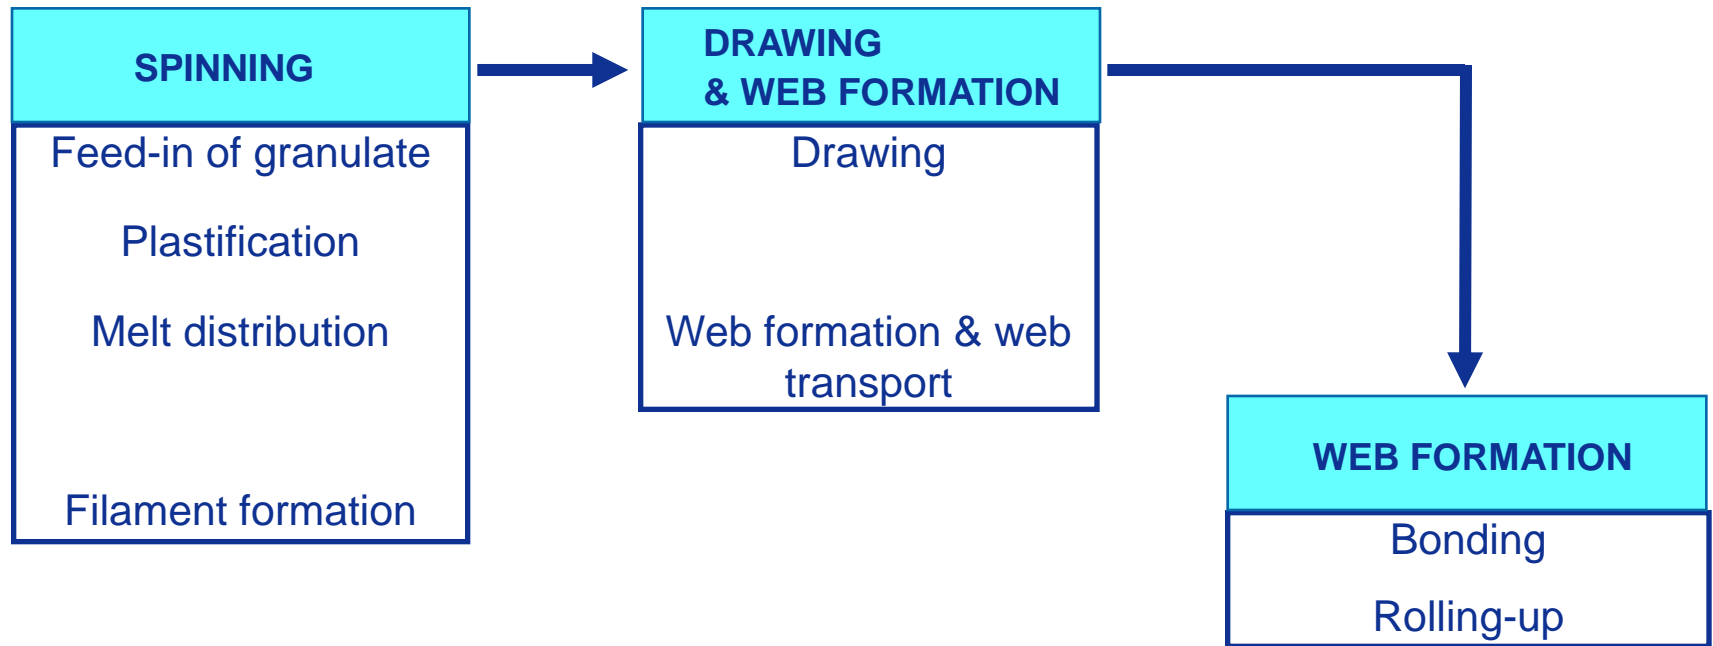 SPINNING
Feed-in of granulate
Plastification
Melt distribution
Filament formation
DRAWING
& WEB FORMATION
Drawing
Web formation & web
transport
WEB FORMATION
Bonding
Rolling-up